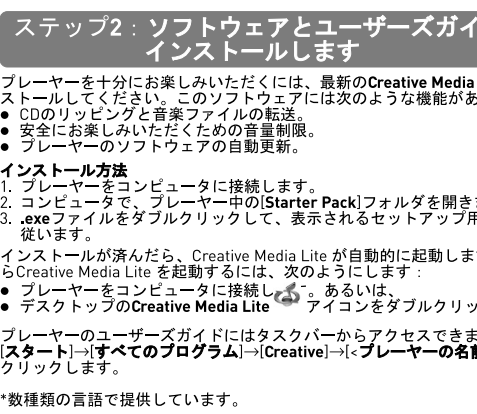 ステップ2：ソフトウェアとユーザーズガイ
インストールします
プレーヤーを十分にお楽しみいただくには、最新のCreative Media
ストールしてください。このソフトウェアには次のような機能があ
● CDのリッピングと音楽ファイルの転送。
● 安全にお楽しみいただくための音量制限。
● プレーヤーのソフトウェアの自動更新。
インストール方法
1. プレーヤーをコンピュータに接続します。
2. コンピュータで、プレーヤー中の[Starter Pack]フォルダを開きま
3. .exeファイルをダブルクリックして、表示されるセットアップ用
従います。
インストールが済んだら、Creative Media Lite が自動的に起動しま
らCreative Media Lite を起動するには、次のようにします：
● プレーヤーをコンピュータに接続し 。あるいは、
● デスクトップのCreative Media Lite アイコンをダブルクリッ
プレーヤーのユーザーズガイドにはタスクバーからアクセスできま
[スタート]→[すべてのプログラム]→[Creative]→[<プレーヤーの名前
クリックします。
*数種類の言語で提供しています。